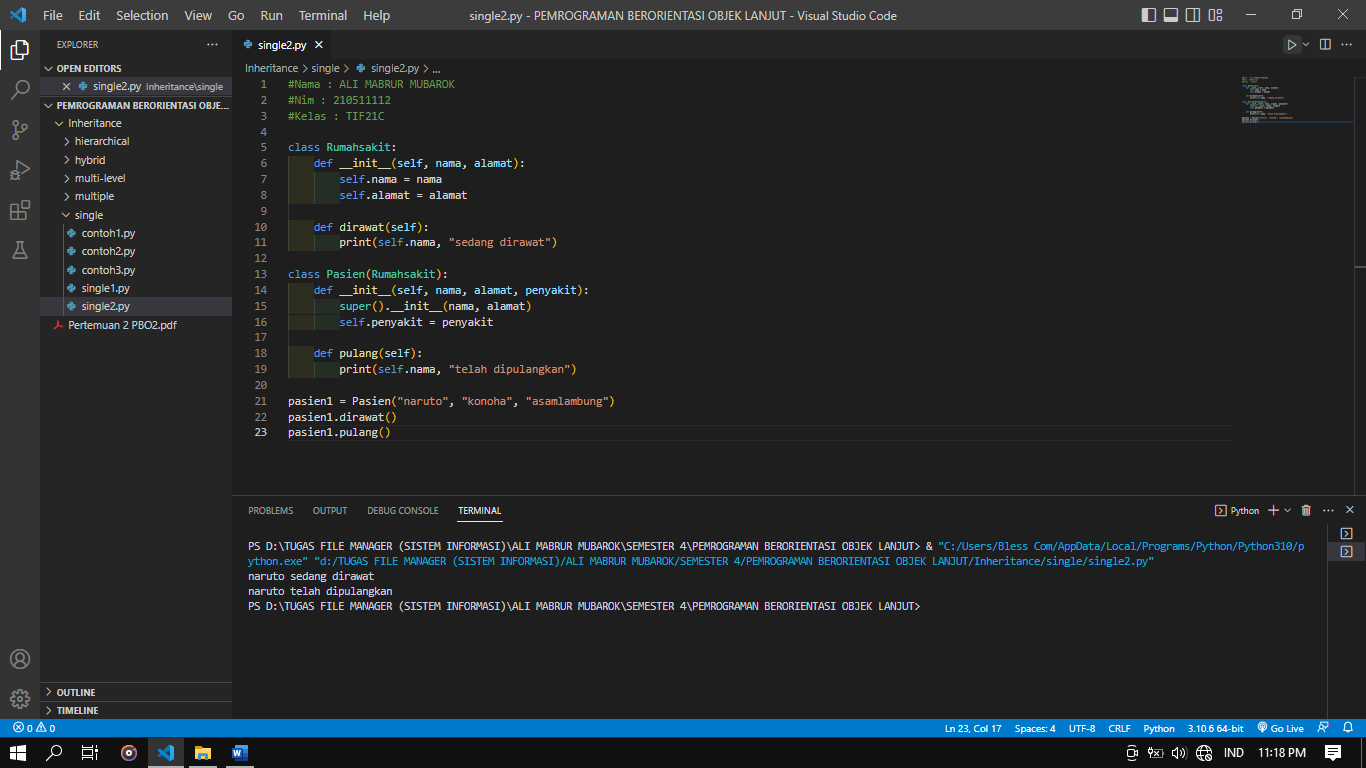 File Edit Selection View Go Run Terminal Help single2.py - PEMROGRAMAN BERORIENTASI OBJEK LANJUT - Visual Studio Code
EXPLORER
OPEN EDITORS
single2.py Inheritance\single
PEMROGRAMAN BERORIENTASI OBJE...
Inheritance
hierarchical
hybrid
multi-level
multiple
single
contoh1.py
contoh2.py
contoh3.py
single1.py
single2.py
Pertemuan 2 PBO2.pdf
OUTLINE
TIMELINE
single2.py
Inheritance > single > single2.py > ...
1 #Nama : ALI MABRUR MUBAROK
2 #Nim : 210511112
3 #Kelas : TIF21C
4
5 class Rumahsakit:
6     def __init__(self, nama, alamat):
7         self.nama = nama
8         self.alamat = alamat
9
10     def dirawat(self):
11         print(self.nama, "sedang dirawat")
12
13 class Pasien(Rumahsakit):
14     def __init__(self, nama, alamat, penyakit):
15         super().__init__(nama, alamat)
16         self.penyakit = penyakit
17
18     def pulang(self):
19         print(self.nama, "telah dipulangkan")
20
21 pasien1 = Pasien("naruto", "konoha", "asamlambung")
22 pasien1.dirawat()
23 pasien1.pulang()
PROBLEMS OUTPUT DEBUG CONSOLE TERMINAL Python
PS D:\TUGAS FILE MANAGER (SISTEM INFORMASI)\ALI MABRUR MUBAROK\SEMESTER 4\PEMROGRAMAN BERORIENTASI OBJEK LANJUT> & "C:/Users/Bless Com/AppData/Local/Programs/Python/Python310/p
ython.exe" "d:/TUGAS FILE MANAGER (SISTEM INFORMASI)/ALI MABRUR MUBAROK/SEMESTER 4/PEMROGRAMAN BERORIENTASI OBJEK LANJUT/Inheritance/single/single2.py"
naruto sedang dirawat
naruto telah dipulangkan
PS D:\TUGAS FILE MANAGER (SISTEM INFORMASI)\ALI MABRUR MUBAROK\SEMESTER 4\PEMROGRAMAN BERORIENTASI OBJEK LANJUT>
0 0 Ln 23, Col 17 Spaces: 4 UTF-8 CRLF Python 3.10.6 64-bit Go Live
IND 11:18 PM